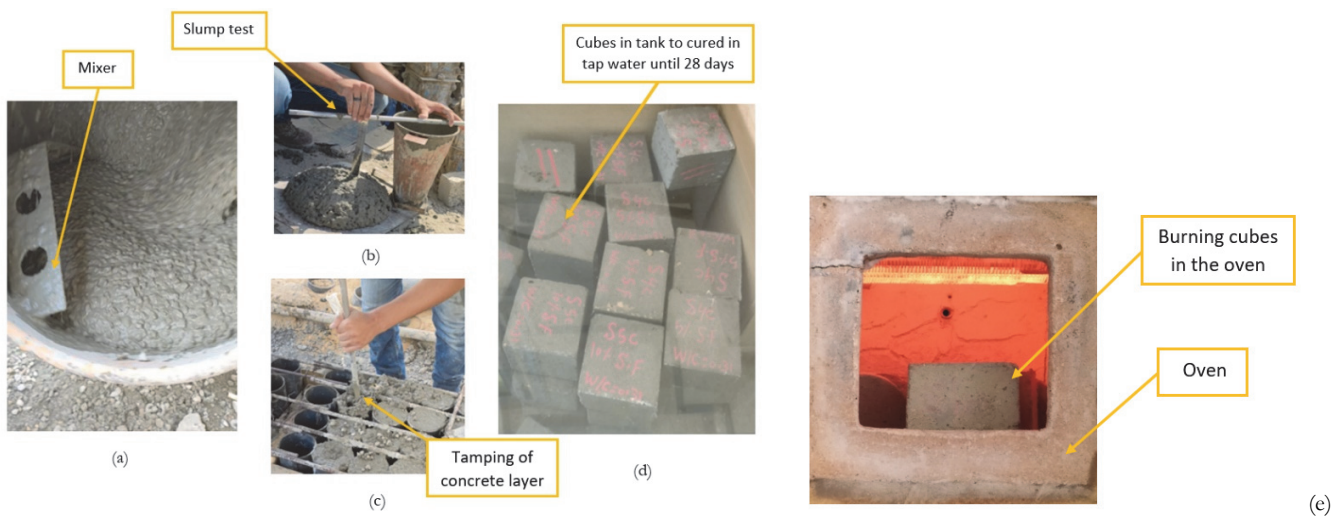 Slump test
Mixer
Cubes in tank to cured in
tap water until 28 days
(a)
(b)
Tamping of
concrete layer
(c)
SSC
(d)
Burning cubes
in the oven
Oven
(e)